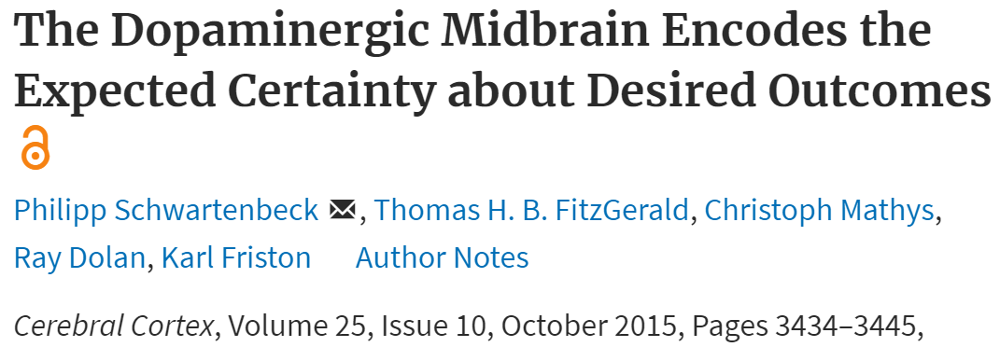 The Dopaminergic Midbrain Encodes the
Expected Certainty about Desired Outcomes
Philipp Schwartenbeck, Thomas H. B. FitzGerald, Christoph Mathys,
Ray Dolan, Karl Friston Author Notes
Cerebral Cortex, Volume 25, Issue 10, October 2015, Pages 3434–3445,